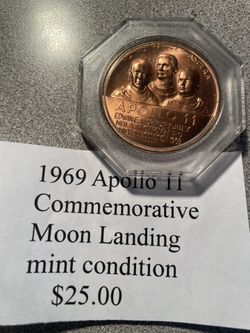 APOLLO 11
1969 Apollo 11
Commemorative
Moon Landing
mint condition
$25.00